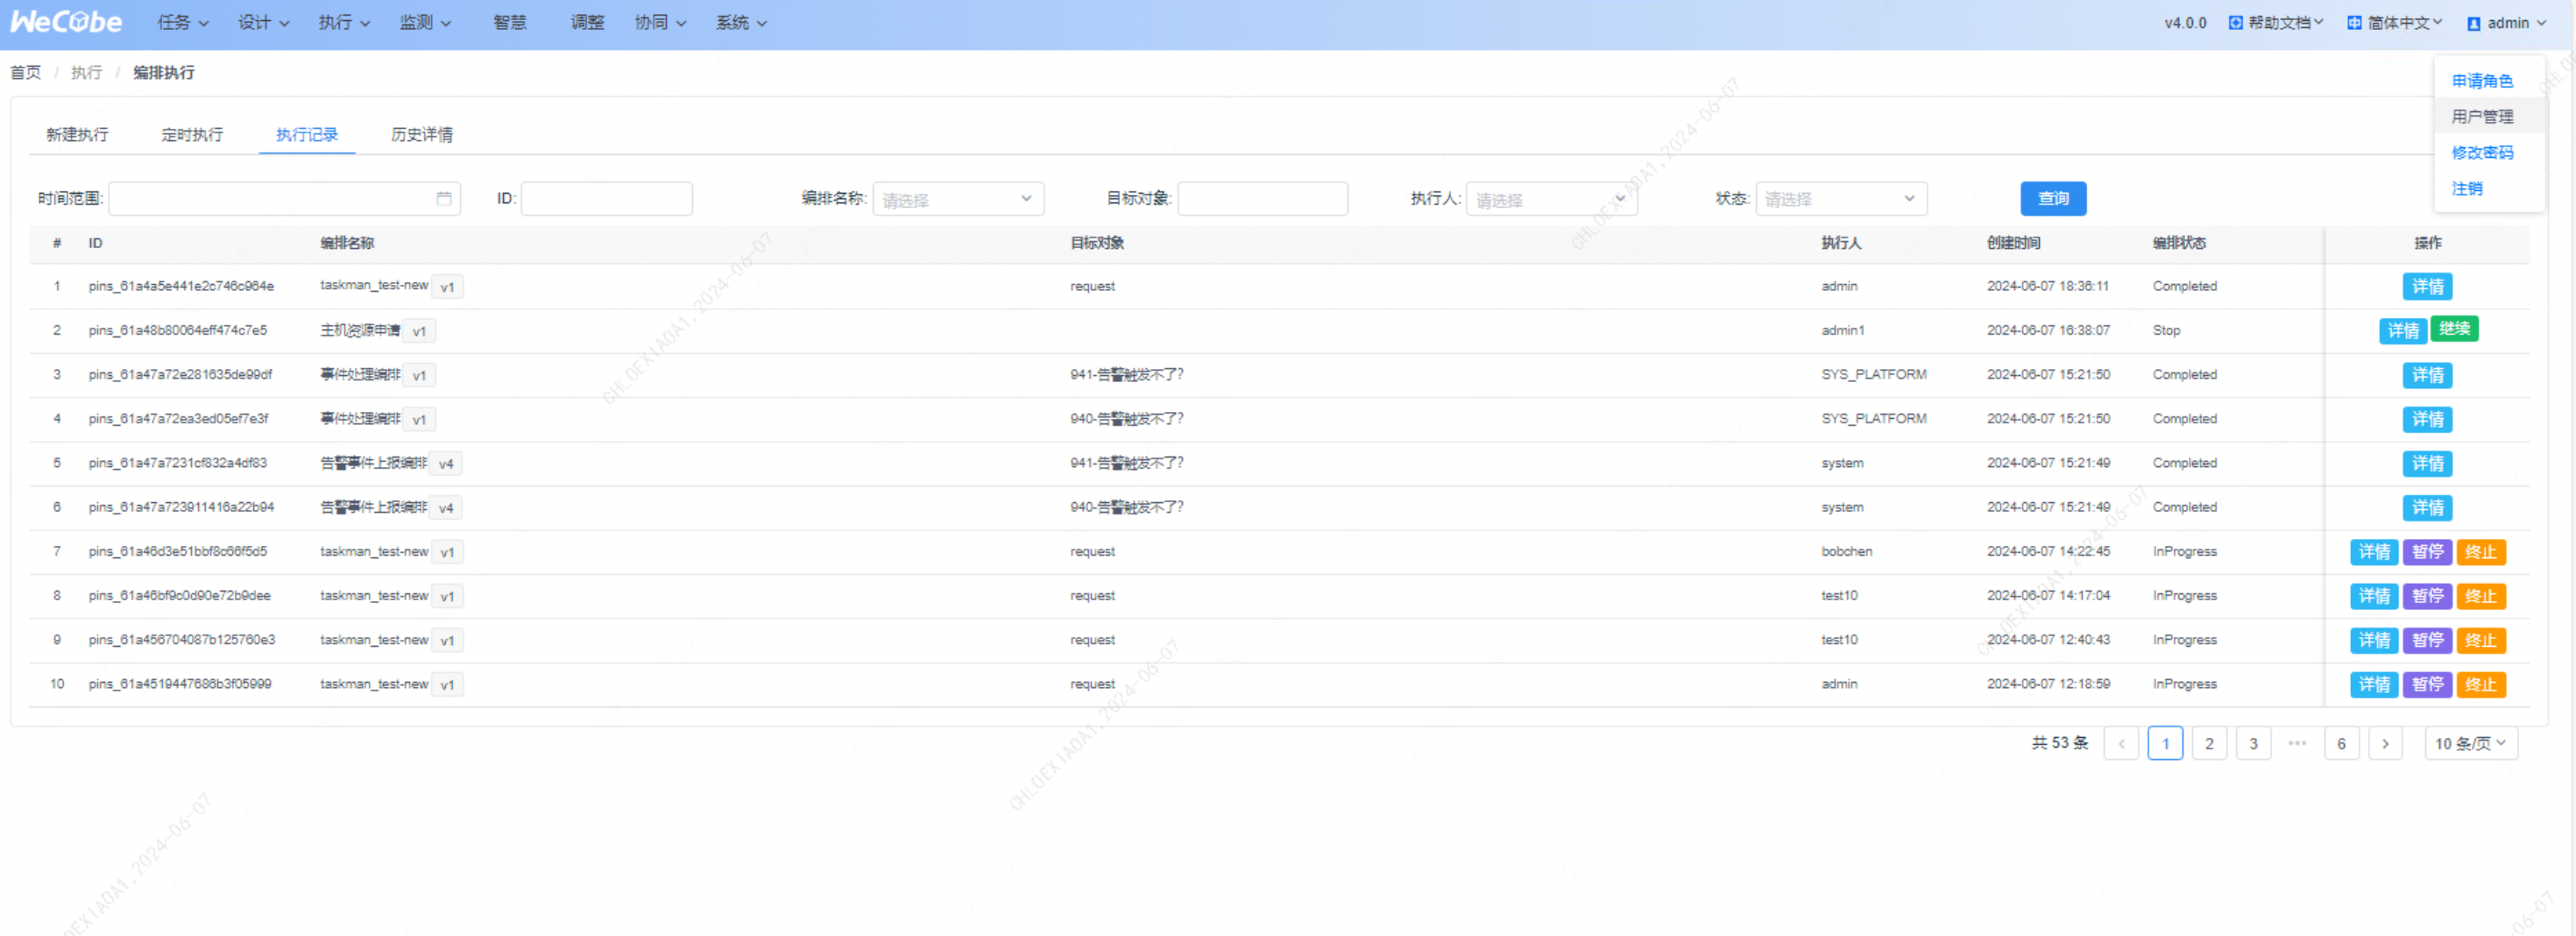 WeCube 任务 设计 执行 监测 智慧 调整 协同 系统 v4.0.0 帮助文档 简体中文 admin
首页 / 执行 / 编排执行
申请角色
用户管理
修改密码
注销
新建执行 定时执行 执行记录 历史详情
时间范围: ID: 编排名称: 请选择 目标对象: 执行人: 请选择 状态: 请选择 查询
# ID 编排名称 目标对象 执行人 创建时间 编排状态 操作
1 pins_61a4a5e441e2c746c964e taskman_test-new v1 request admin 2024-06-07 18:36:11 Completed 详情
2 pins_61a48b80064eff474c7e5 主机资源申请 v1 admin1 2024-06-07 16:38:07 Stop 详情 继续
3 pins_61a47a72e281635de99df 事件处理编排 v1 941-告警触发不了? SYS_PLATFORM 2024-06-07 15:21:50 Completed 详情
4 pins_61a47a72ea3ed05ef7e3f 事件处理编排 v1 940-告警触发不了? SYS_PLATFORM 2024-06-07 15:21:50 Completed 详情
5 pins_61a47a7231cf832a4df83 告警事件上报编排 v4 941-告警触发不了? system 2024-06-07 15:21:49 Completed 详情
6 pins_61a47a723911416a22b94 告警事件上报编排 v4 940-告警触发不了? system 2024-06-07 15:21:49 Completed 详情
7 pins_61a46d3e51bbf8c66f5d5 taskman_test-new v1 request bobchen 2024-06-07 14:22:45 InProgress 详情 暂停 终止
8 pins_61a46bf9c0d90e72b9dee taskman_test-new v1 request test10 2024-06-07 14:17:04 InProgress 详情 暂停 终止
9 pins_61a456704087b125760e3 taskman_test-new v1 request test10 2024-06-07 12:40:43 InProgress 详情 暂停 终止
10 pins_61a4519447686b3f05999 taskman_test-new v1 request admin 2024-06-07 12:18:59 InProgress 详情 暂停 终止
共 53 条 1 2 3 ••• 6 10 条/页
CHLOEXIA0A1,2024-06-07